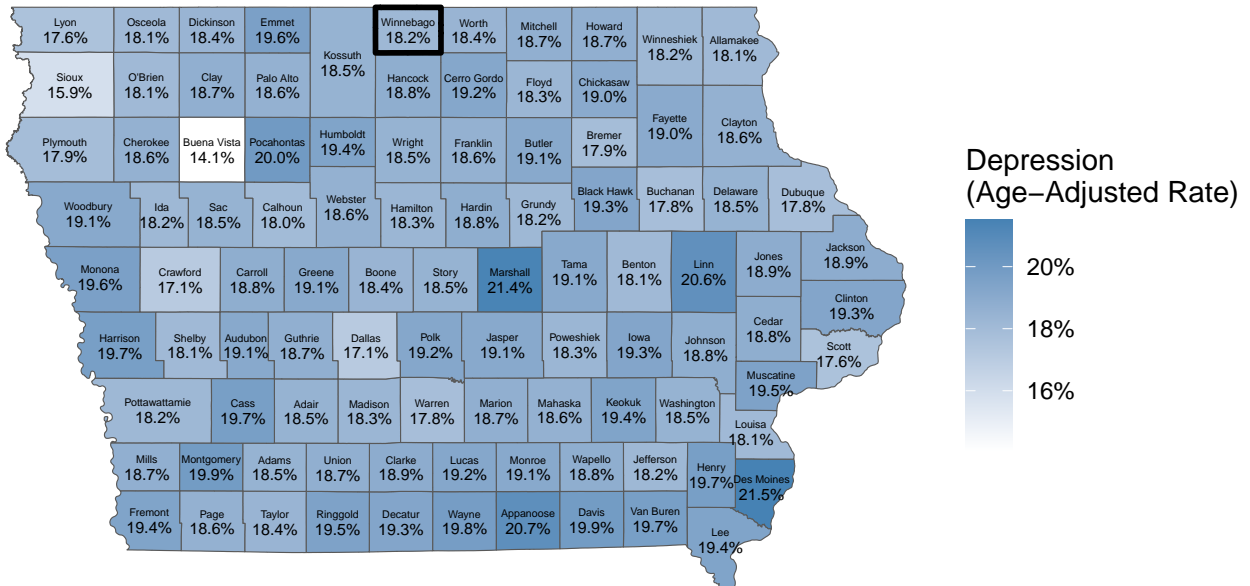 Lyon
17.6%
Osceola
18.1%
Dickinson
18.4%
Emmet
19.6%
Kossuth
18.5%
Winnebago
18.2%
Worth
18.4%
Mitchell
18.7%
Howard
18.7%
Winneshiek
18.2%
Allamakee
18.1%
Sioux
15.9%
O'Brien
18.1%
Clay
18.7%
Palo Alto
18.6%
Hancock
18.8%
Cerro Gordo
19.2%
Floyd
18.3%
Chickasaw
19.0%
Fayette
19.0%
Clayton
18.6%
Plymouth
17.9%
Cherokee
18.6%
Buena Vista
14.1%
Pocahontas
20.0%
Humboldt
19.4%
Wright
18.5%
Franklin
18.6%
Butler
19.1%
Bremer
17.9%
Woodbury
19.1%
Ida
18.2%
Sac
18.5%
Calhoun
18.0%
Webster
18.6%
Hamilton
18.3%
Hardin
18.8%
Grundy
18.2%
Black Hawk
19.3%
Buchanan
17.8%
Delaware
18.5%
Dubuque
17.8%
Monona
19.6%
Crawford
17.1%
Carroll
18.8%
Greene
19.1%
Boone
18.4%
Story
18.5%
Marshall
21.4%
Tama
19.1%
Benton
18.1%
Linn
20.6%
Jones
18.9%
Jackson
18.9%
Clinton
19.3%
Harrison
19.7%
Shelby
18.1%
Audubon
19.1%
Guthrie
18.7%
Dallas
17.1%
Polk
19.2%
Jasper
19.1%
Poweshiek
18.3%
Iowa
19.3%
Johnson
18.8%
Cedar
18.8%
Scott
17.6%
Muscatine
19.5%
Pottawattamie
18.2%
Cass
19.7%
Adair
18.5%
Madison
18.3%
Warren
17.8%
Marion
18.7%
Mahaska
18.6%
Keokuk
19.4%
Washington
18.5%
Louisa
18.1%
Mills
18.7%
Montgomery
19.9%
Adams
18.5%
Union
18.7%
Clarke
18.9%
Lucas
19.2%
Monroe
19.1%
Wapello
18.8%
Jefferson
18.2%
Henry
19.7%
Des Moines
21.5%
Fremont
19.4%
Page
18.6%
Taylor
18.4%
Ringgold
19.5%
Decatur
19.3%
Wayne
19.8%
Appanoose
20.7%
Davis
19.9%
Van Buren
19.7%
Lee
19.4%
Depression
(Age−Adjusted Rate)
20%
18%
16%